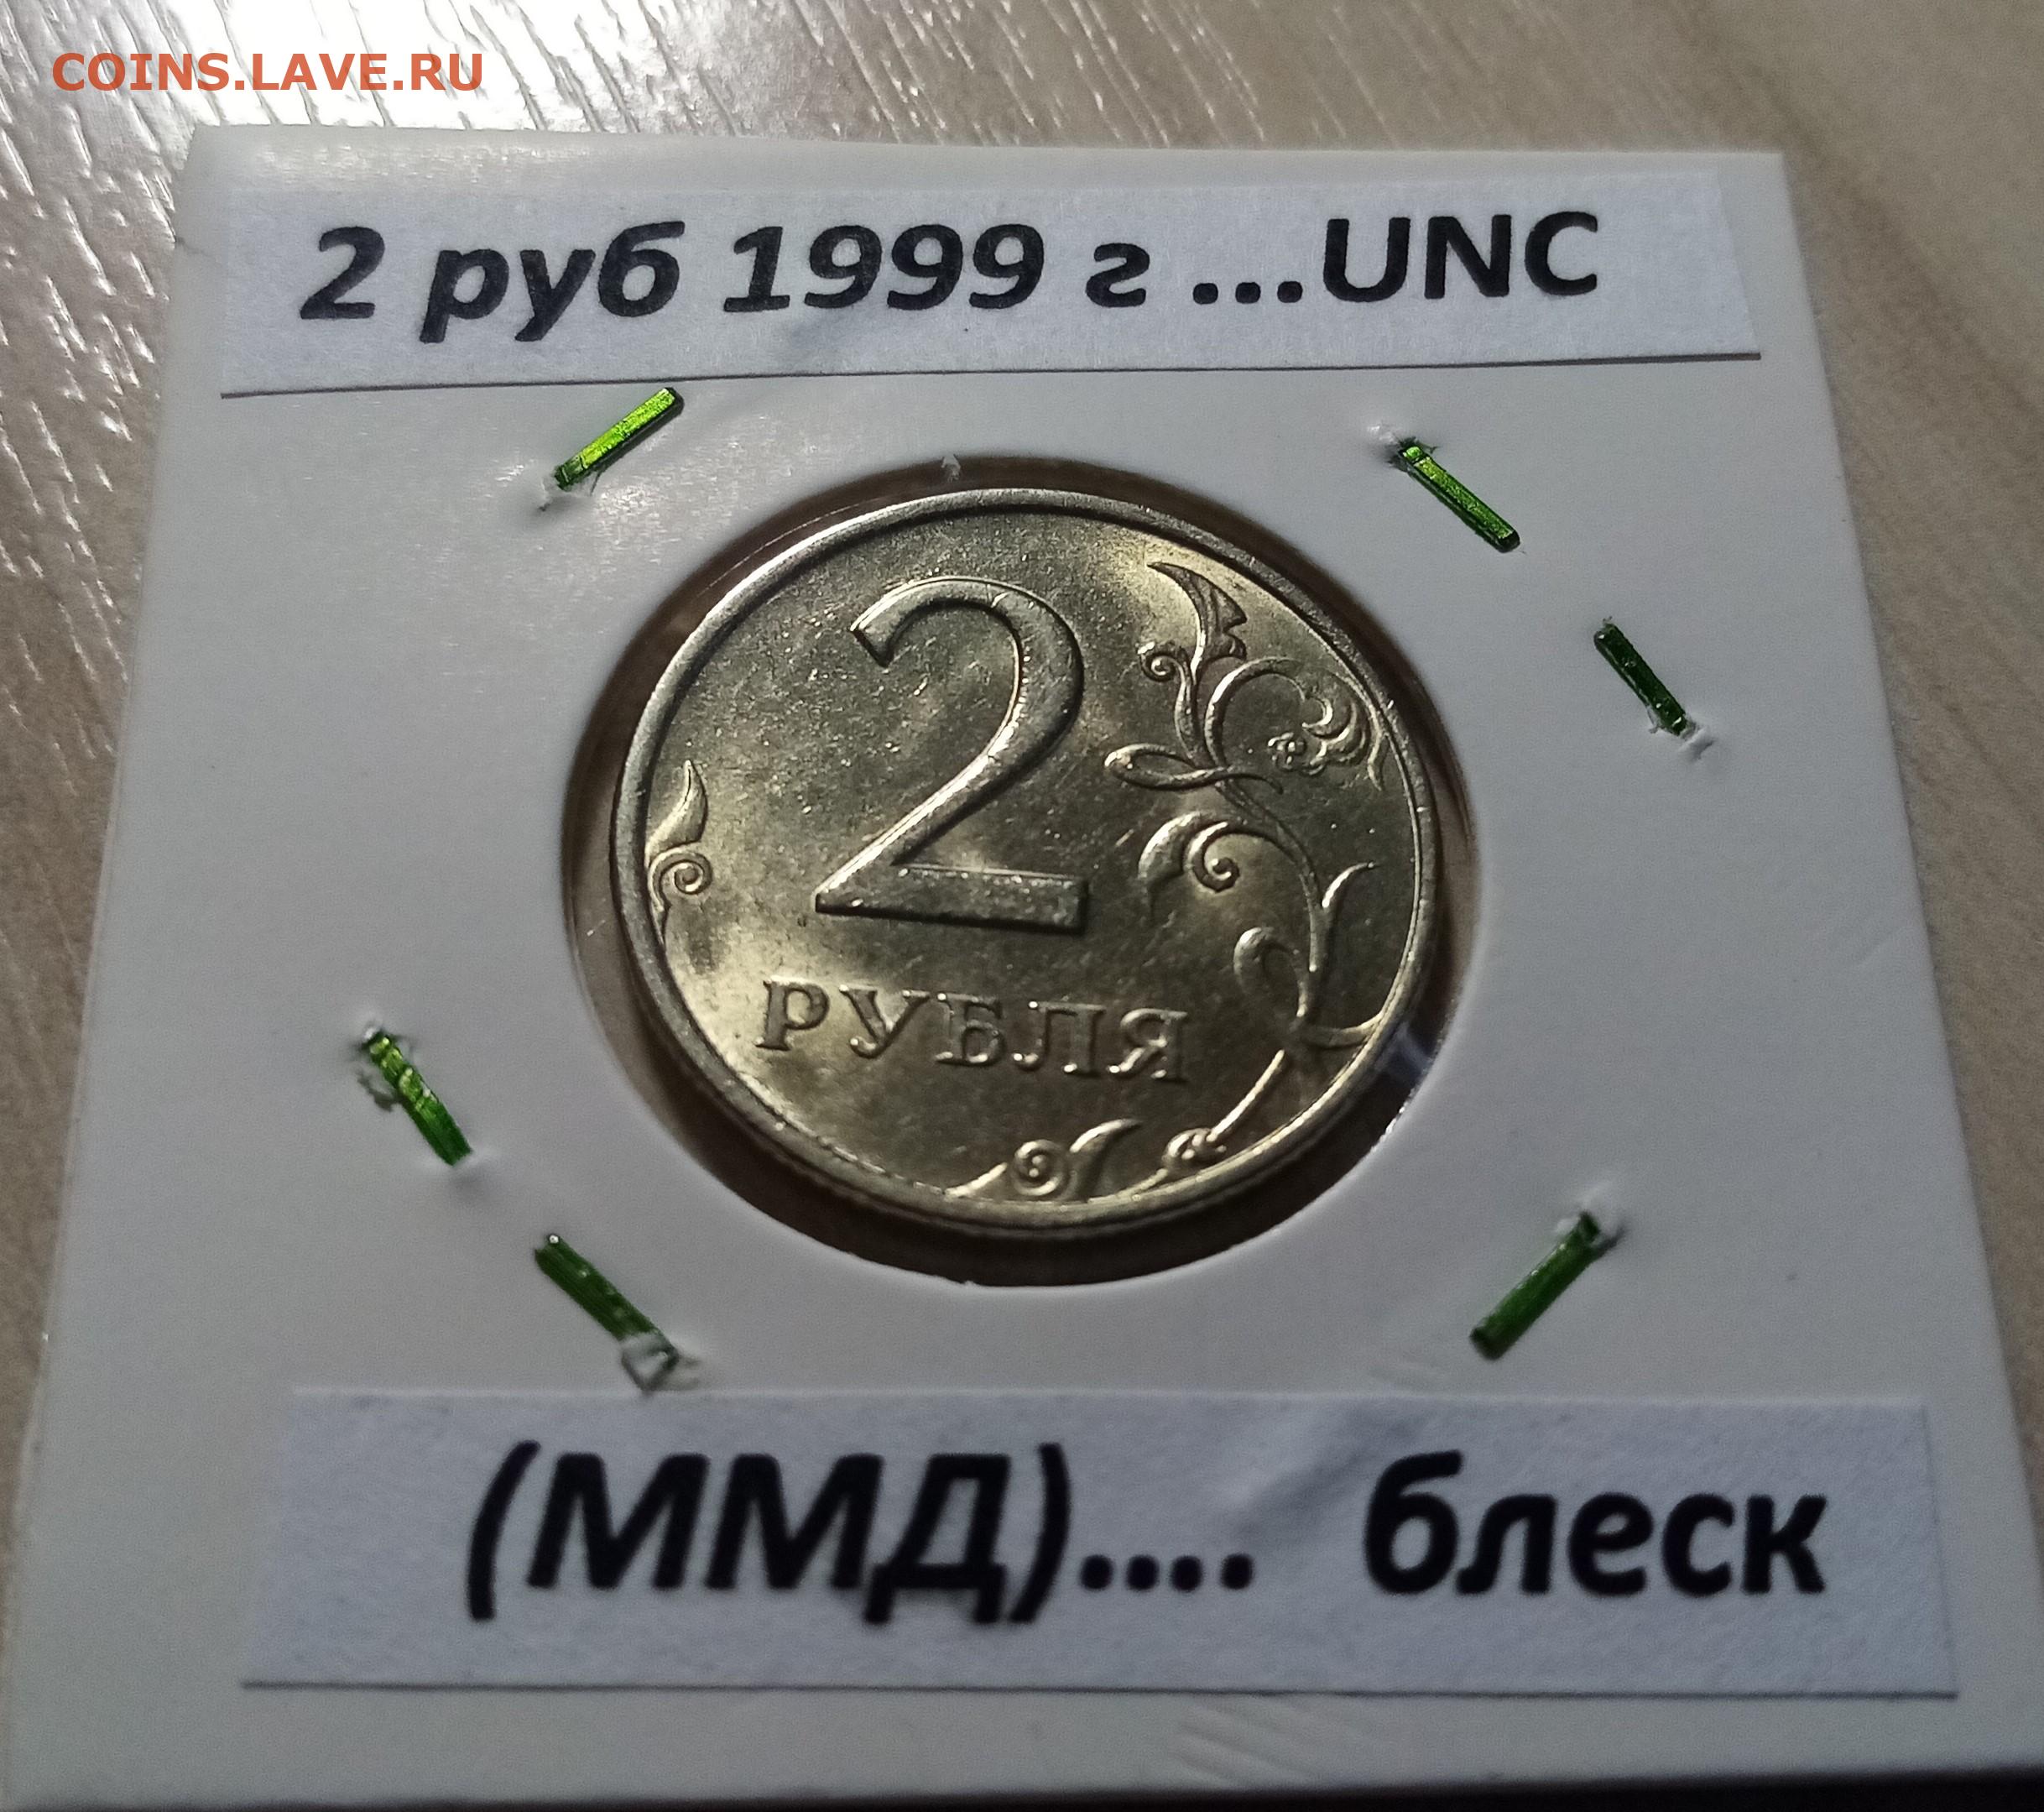 COINS.LAVE.RU
2 руб 1999 г ...UNC
2
РУБЛЯ
(ММД).... блеск